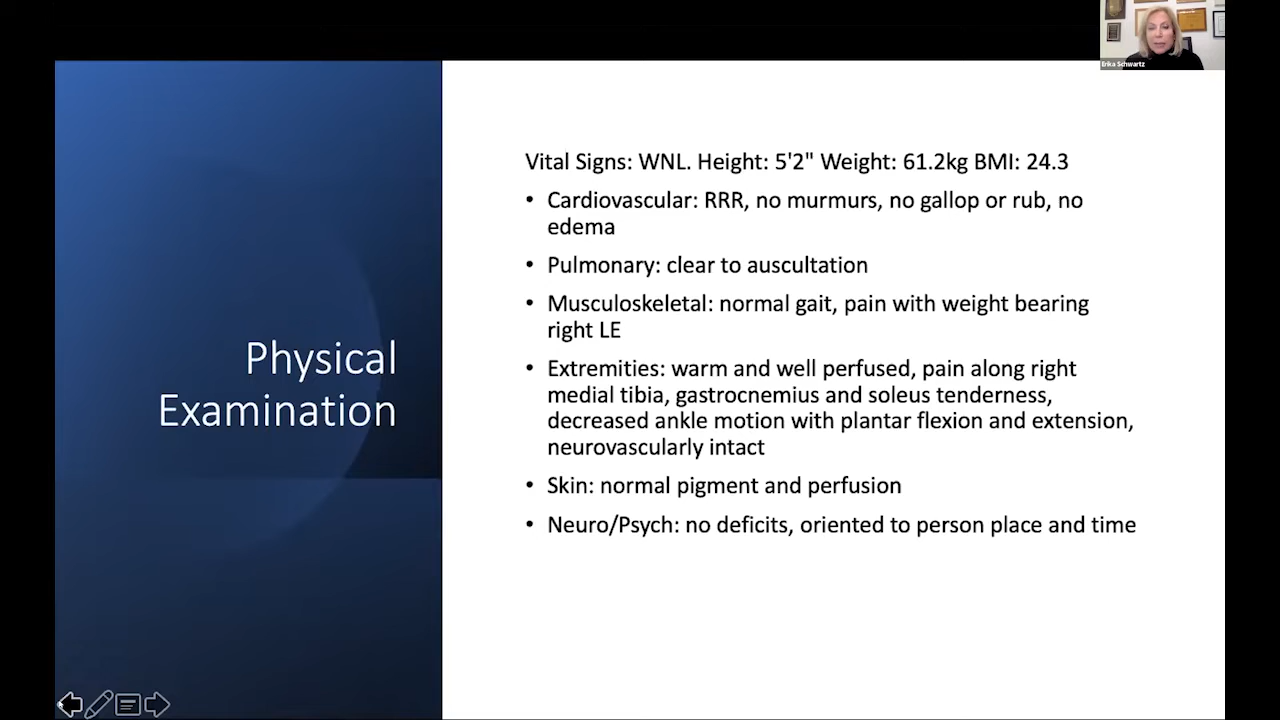 Erika Schwartz
Physical
Examination
Vital Signs: WNL. Height: 5'2" Weight: 61.2kg BMI: 24.3
• Cardiovascular: RRR, no murmurs, no gallop or rub, no
edema
• Pulmonary: clear to auscultation
• Musculoskeletal: normal gait, pain with weight bearing
right LE
• Extremities: warm and well perfused, pain along right
medial tibia, gastrocnemius and soleus tenderness,
decreased ankle motion with plantar flexion and extension,
neurovascularly intact
• Skin: normal pigment and perfusion
• Neuro/Psych: no deficits, oriented to person place and time